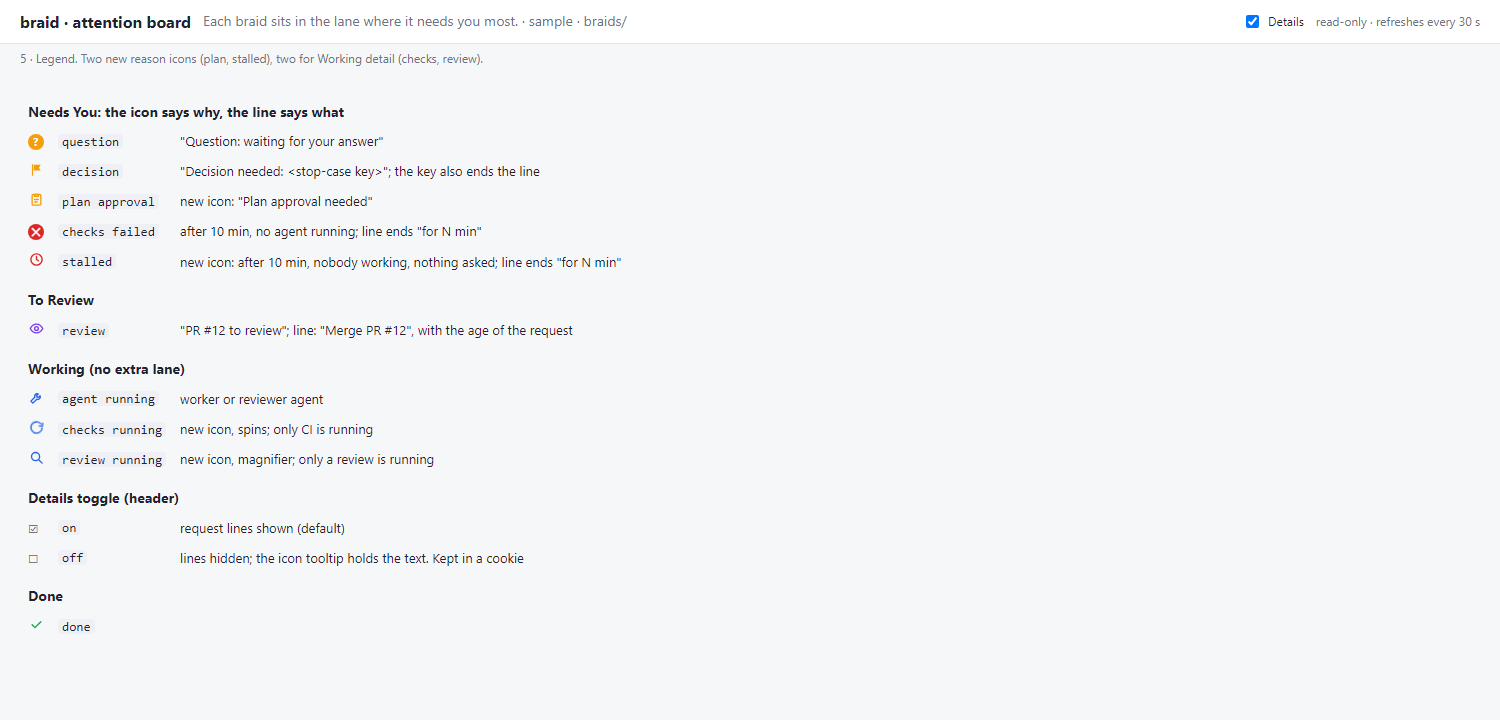 braid · attention board Each braid sits in the lane where it needs you most. · sample · braids/ Details read-only · refreshes every 30 s
5 · Legend. Two new reason icons (plan, stalled), two for Working detail (checks, review).
Needs You: the icon says why, the line says what
? question "Question: waiting for your answer"
decision "Decision needed: <stop-case key>"; the key also ends the line
plan approval new icon: "Plan approval needed"
checks failed after 10 min, no agent running; line ends "for N min"
stalled new icon: after 10 min, nobody working, nothing asked; line ends "for N min"
To Review
review "PR #12 to review"; line: "Merge PR #12", with the age of the request
Working (no extra lane)
agent running worker or reviewer agent
checks running new icon, spins; only CI is running
review running new icon, magnifier; only a review is running
Details toggle (header)
☑ on request lines shown (default)
☐ off lines hidden; the icon tooltip holds the text. Kept in a cookie
Done
done